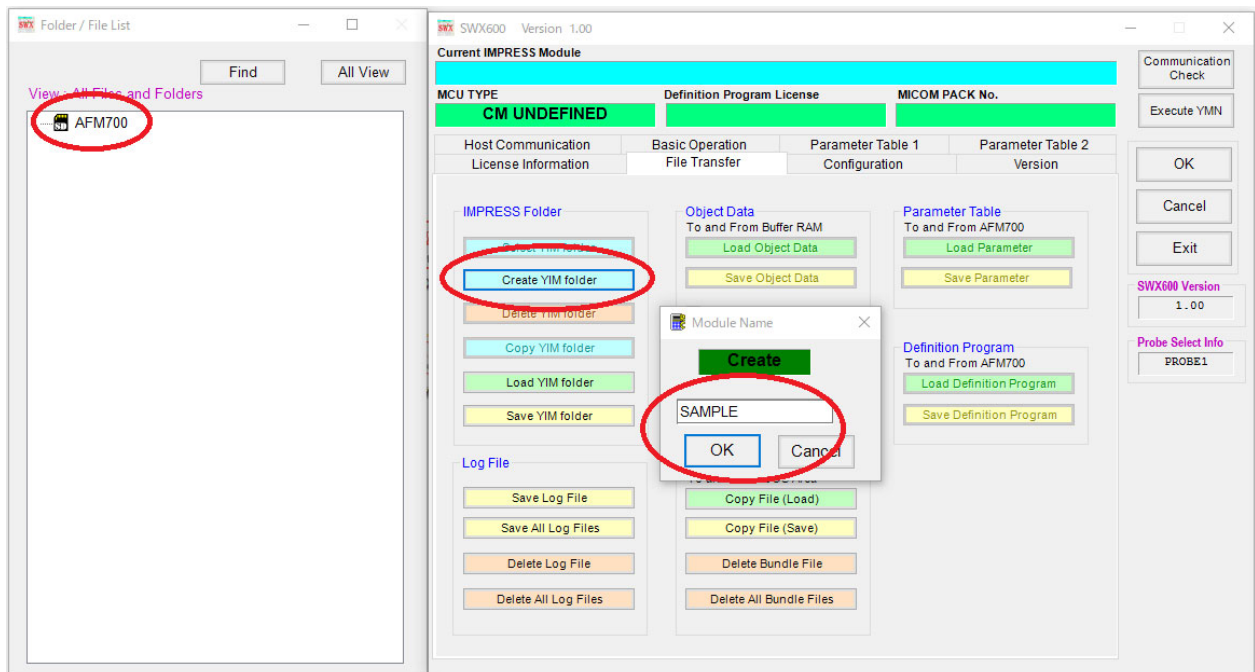 SWX Folder / File List
Find
All View
View : All Files and Folders
AFM700
SWX SWX600 Version 1.00
Current IMPRESS Module
MCU TYPE
Definition Program License
MICOM PACK No.
CM UNDEFINED
Host Communication
Basic Operation
Parameter Table 1
Parameter Table 2
License Information
File Transfer
Configuration
Version
IMPRESS Folder
Select YIM folder
Create YIM folder
Delete YIM folder
Copy YIM folder
Load YIM folder
Save YIM folder
Log File
Save Log File
Save All Log Files
Delete Log File
Delete All Log Files
Object Data
To and From Buffer RAM
Load Object Data
Save Object Data
Module Name
Create
SAMPLE
OK
Cancel
Copy File (Load)
Copy File (Save)
Delete Bundle File
Delete All Bundle Files
Parameter Table
To and From AFM700
Load Parameter
Save Parameter
Definition Program
To and From AFM700
Load Definition Program
Save Definition Program
Communication
Check
Execute YMN
OK
Cancel
Exit
SWX600 Version
1.00
Probe Select Info
PROBE1